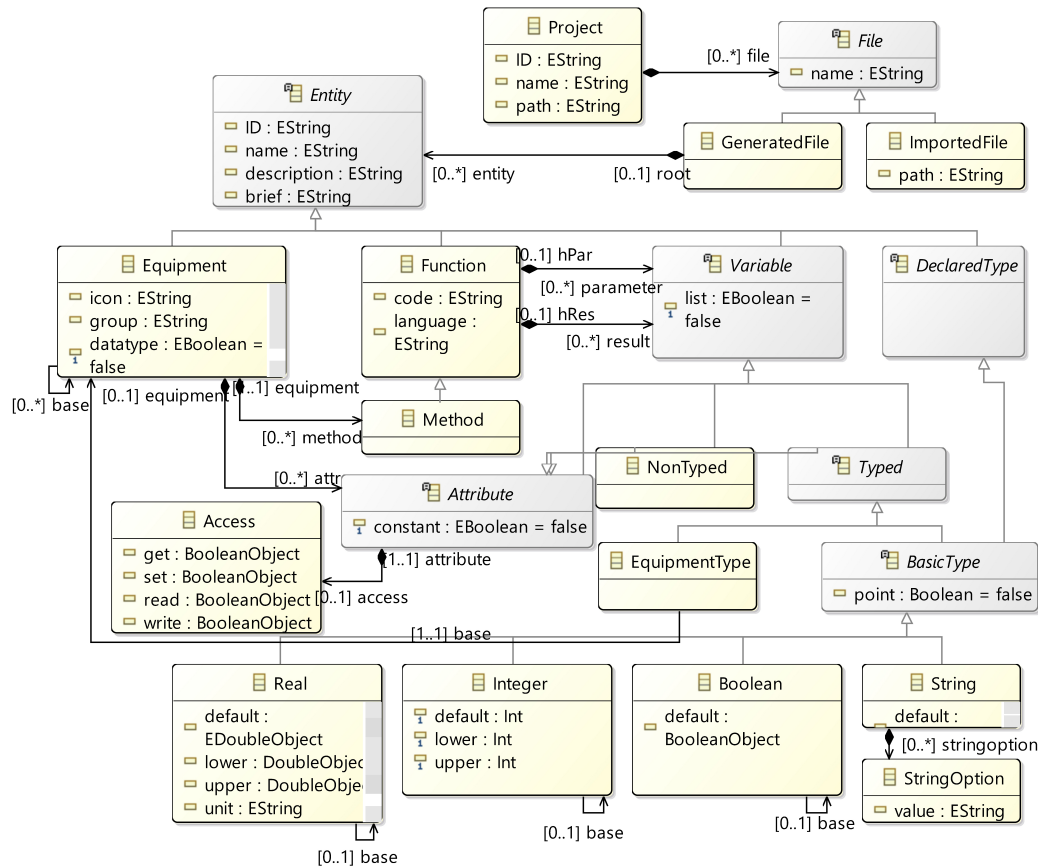 Project
ID : EString
name : EString
path : EString
[0..*] file
File
name : EString
Entity
ID : EString
name : EString
description : EString
brief : EString
[0..*] entity
[0..1] root
GeneratedFile
ImportedFile
path : EString
Equipment
icon : EString
group : EString
datatype : EBoolean =
false
[0..*] base
[0..1] equipment
[0..1] equipment
[0..*] method
[0..*] attr
Function
code : EString
language :
EString
[0..1] hPar
[0..*] parameter
[0..1] hRes
[0..*] result
Variable
list : EBoolean =
false
DeclaredType
Method
NonTyped
Typed
Attribute
constant : EBoolean = false
[1..1] attribute
[0..1] access
Access
get : BooleanObject
set : BooleanObject
read : BooleanObject
write : BooleanObject
EquipmentType
BasicType
point : Boolean = false
[1..1] base
Real
default :
EDoubleObject
lower : DoubleObjec
upper : DoubleObje
unit : EString
[0..1] base
Integer
default : Int
lower : Int
upper : Int
[0..1] base
Boolean
default :
BooleanObject
[0..1] base
String
default :
[0..*] stringoption
StringOption
value : EString